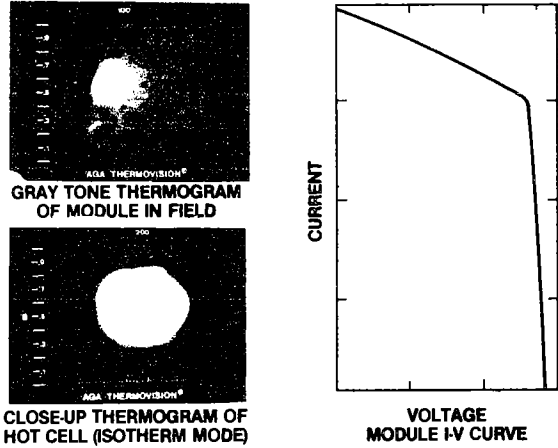 100
AGA THERMOVISION®
GRAY TONE THERMOGRAM
OF MODULE IN FIELD
200
AGA THERMOVISION®
CLOSE-UP THERMOGRAM OF
HOT CELL (ISOTHERM MODE)
CURRENT
VOLTAGE
MODULE I-V CURVE